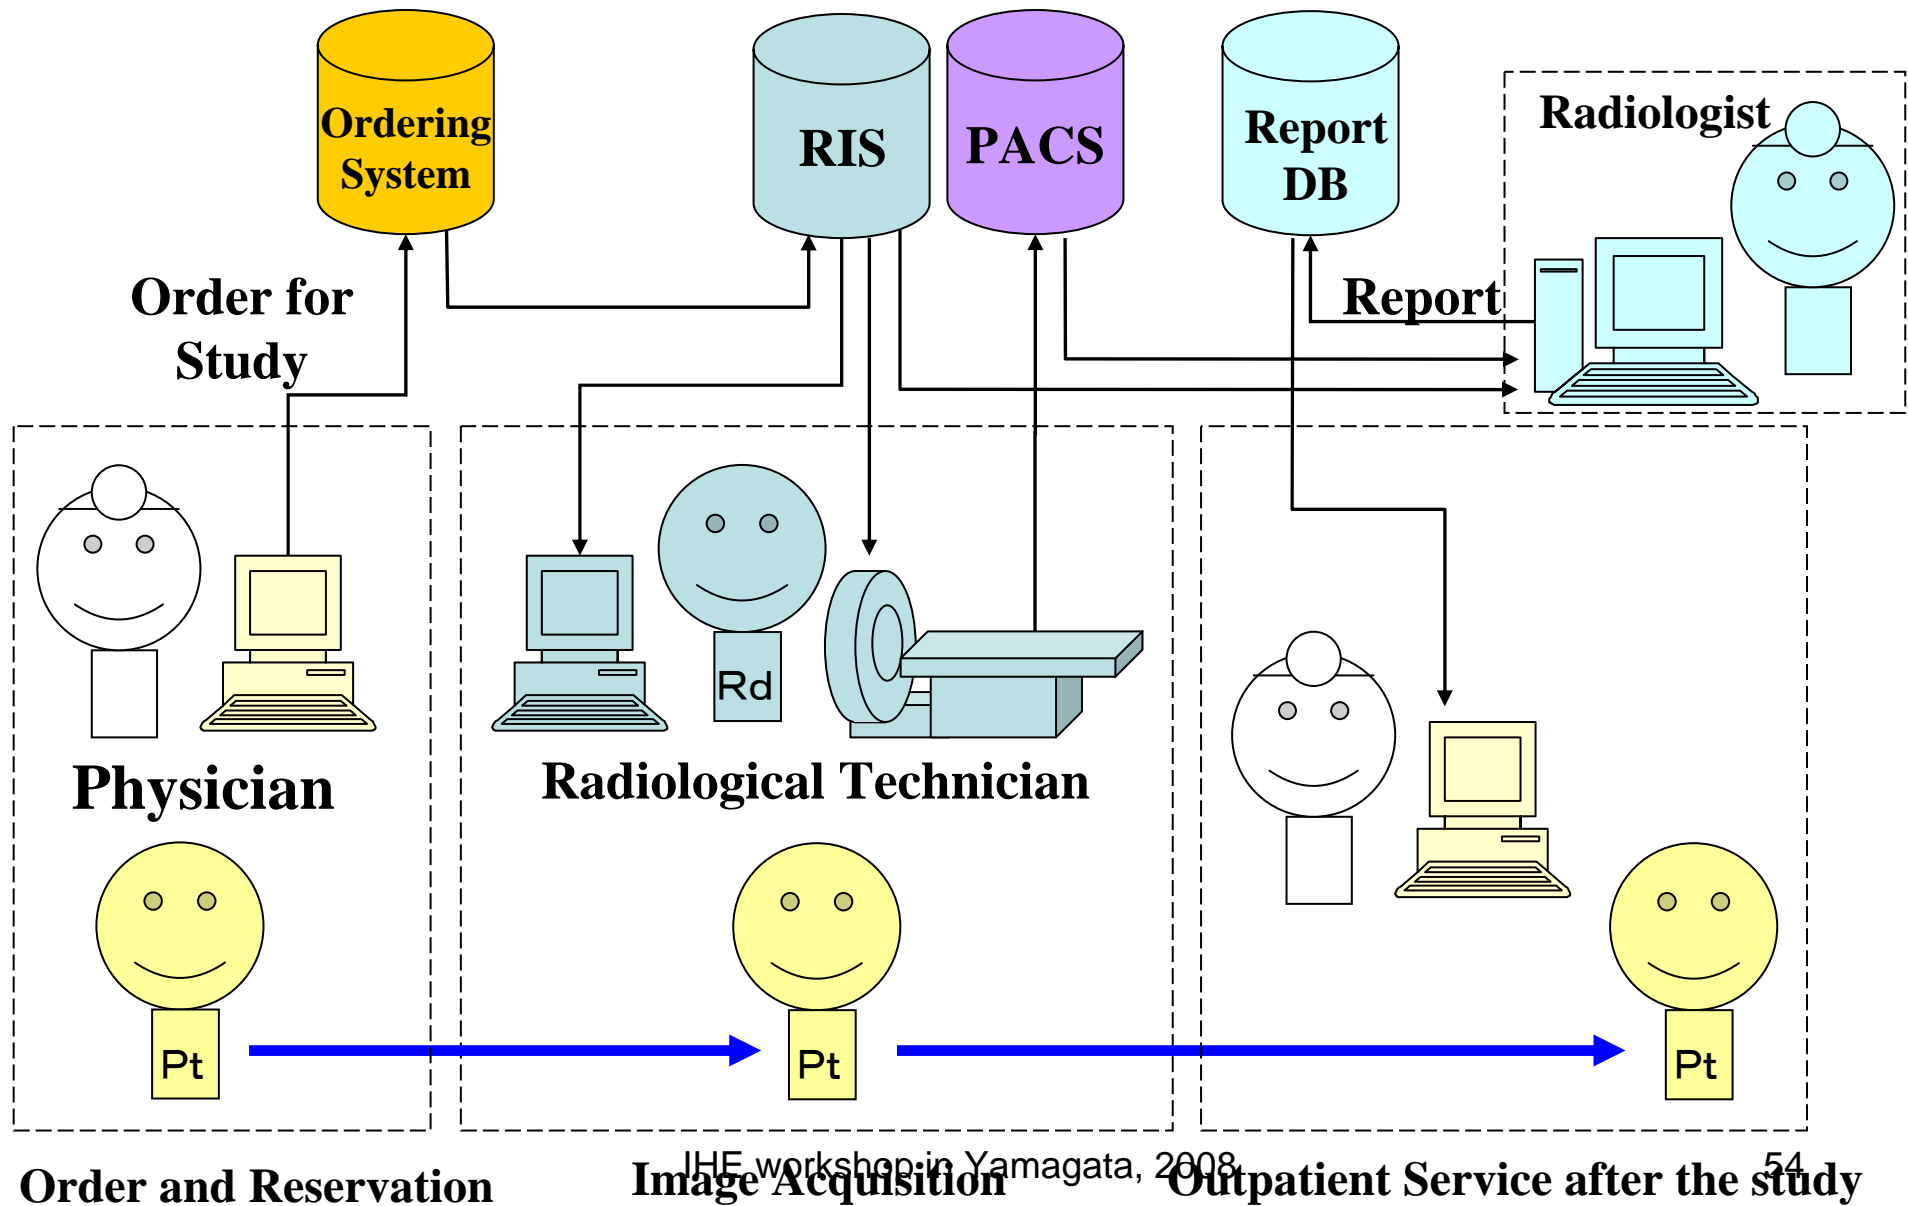 Ordering
System
RIS
PACS
Report
DB
Radiologist
Order for
Study
Report
Rd
Physician
Radiological Technician
Pt
Pt
Pt
Order and Reservation
Image Acquisition
Outpatient Service after the study
IHE workshop in Yamagata, 2008
54